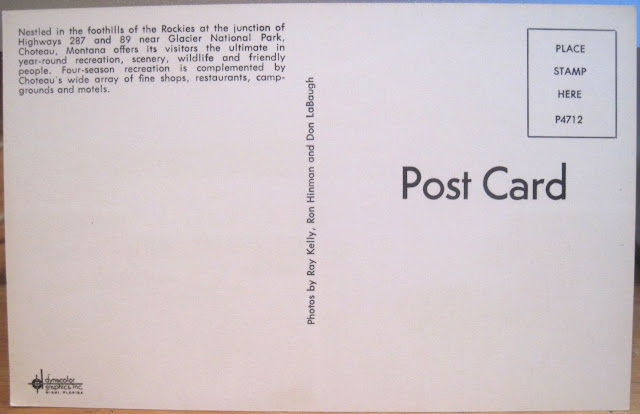 Nestled in the foothills of the Rockies at the junction of
Highways 287 and 89 near Glacier National Park,
Choteau, Montana offers its visitors the ultimate in
year-round recreation, scenery, wildlife and friendly
people. Four-season recreation is complemented by
Choteau's wide array of fine shops, restaurants, camp-
grounds and motels.
Photos by Ray Kelly, Ron Hinman and Don LaBaugh
PLACE
STAMP
HERE
P4712
Post Card
dynacolor
graphics, inc.
MIAMI, FLORIDA